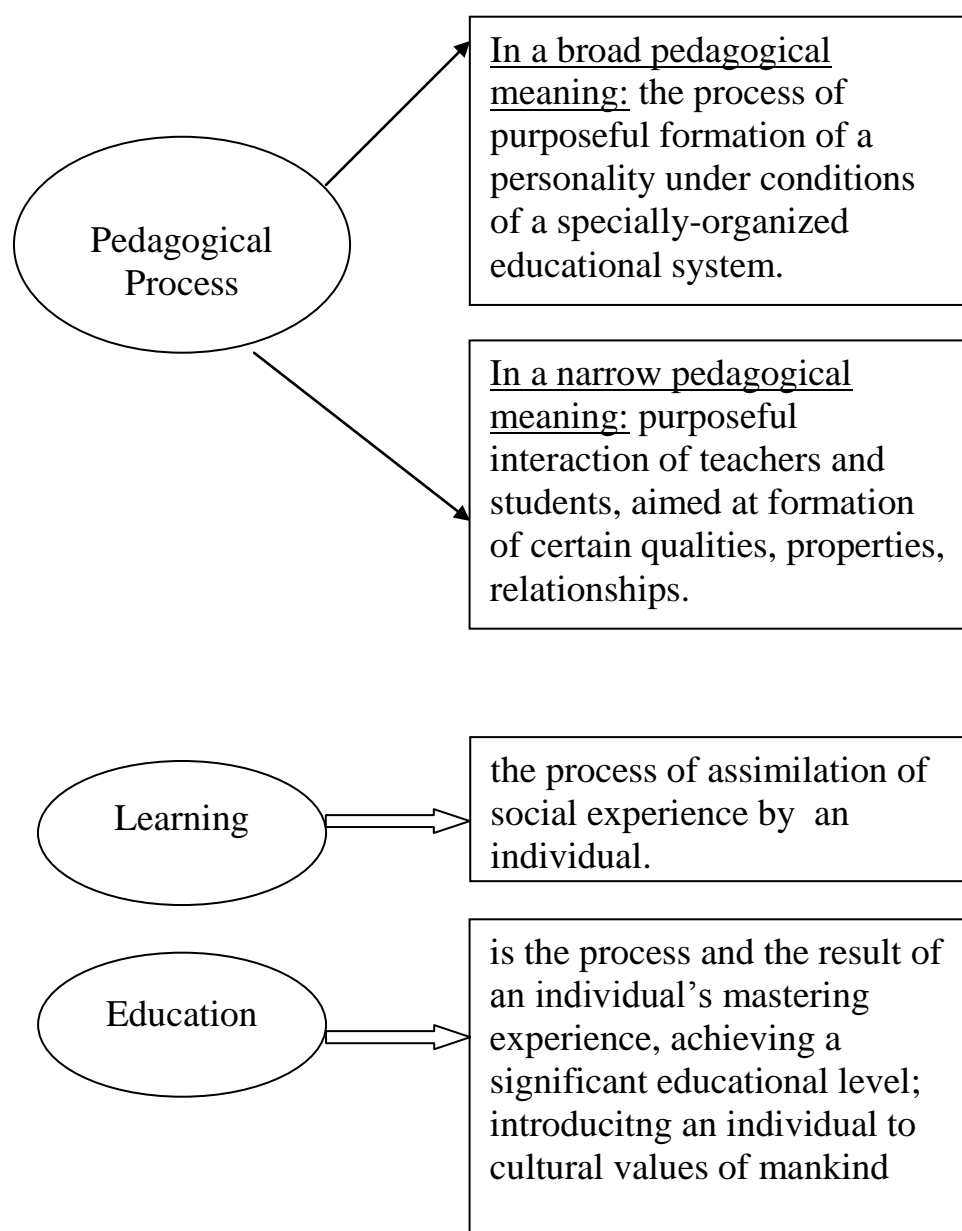 In a broad pedagogical
meaning: the process of
purposeful formation of a
personality under conditions
of a specially-organized
educational system.
Pedagogical
Process
In a narrow pedagogical
meaning: purposeful
interaction of teachers and
students, aimed at formation
of certain qualities, properties,
relationships.
Learning
the process of assimilation of
social experience by  an
individual.
Education
is the process and the result of
an individual’s mastering
experience, achieving a
significant educational level;
introducitng an individual to
cultural values of mankind